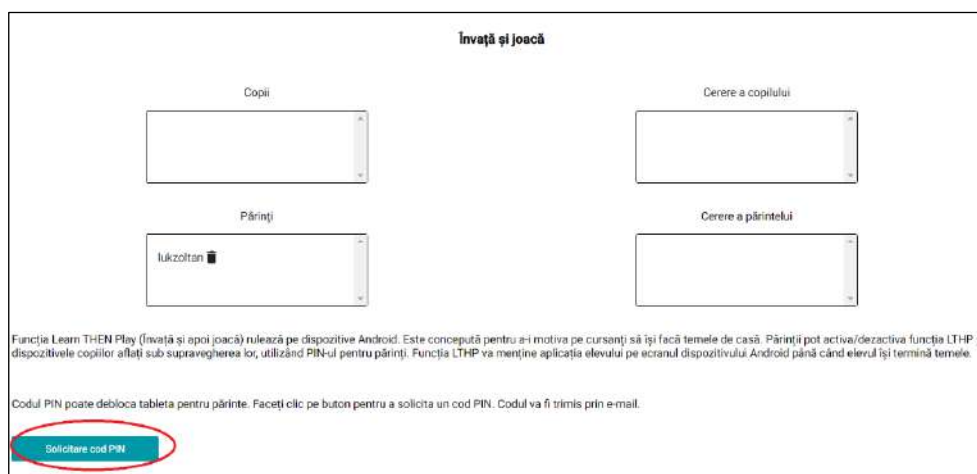 Învață și joacă
Copii
Cerere a copilului
Părinți
Cerere a părintelui
lukzoltan
Funcția Learn THEN Play (Învață și apoi joacă) rulează pe dispozitive Android. Este concepută pentru a-i motiva pe cursanți să își facă temele de casă. Părinții pot activa/dezactiva funcția LTHP
dispozitivele copiilor aflați sub supravegherea lor, utilizând PIN-ul pentru părinți. Funcția LTHP va menține aplicația elevului pe ecranul dispozitivului Android până când elevul își termină temele.
Codul PIN poate debloca tableta pentru părinte. Faceți clic pe buton pentru a solicita un cod PIN. Codul va fi trimis prin e-mail.
Solicitare cod PIN